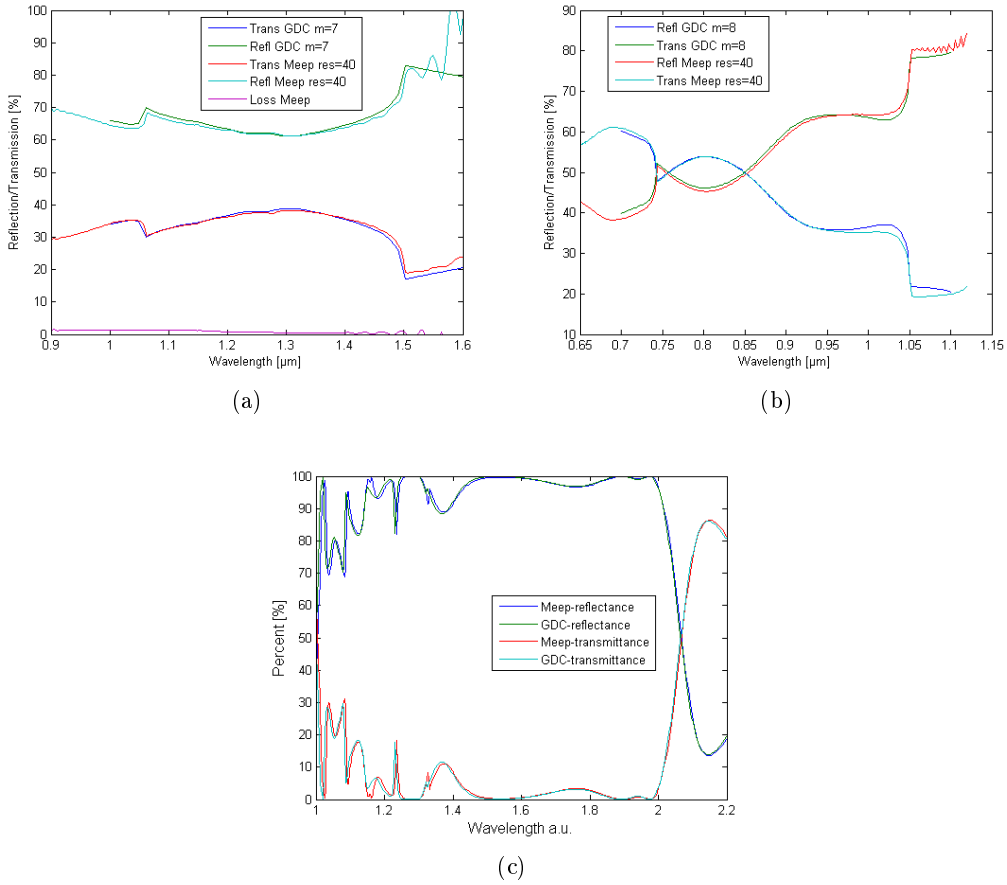 Reflection/Transmission [%]
100
90
80
70
60
50
40
30
20
10
0
Trans GDC m=7
Refl GDC m=7
Trans Meep res=40
Refl Meep res=40
Loss Meep
0.9 1 1.1 1.2 1.3 1.4 1.5 1.6
Wavelength [µm]
(a)
Reflection/Transmission [%]
90
80
70
60
50
40
30
20
10
Refl GDC m=8
Trans GDC m=8
Refl Meep res=40
Trans Meep res=40
0.65 0.7 0.75 0.8 0.85 0.9 0.95 1 1.05 1.1 1.15
Wavelength [µm]
(b)
Percent [%]
100
90
80
70
60
50
40
30
20
10
0
Meep-reflectance
GDC-reflectance
Meep-transmittance
GDC-transmittance
1 1.2 1.4 1.6 1.8 2 2.2
Wavelength a.u.
(c)